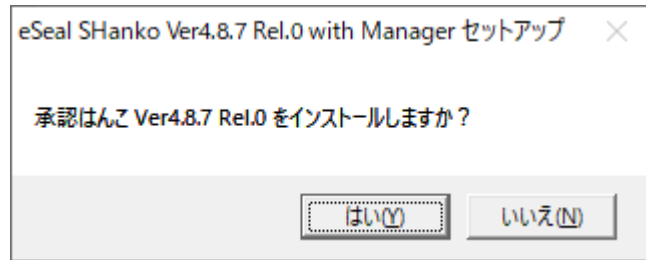 eSeal SHanko Ver4.8.7 Rel.0 with Manager セットアップ
承認はんこ Ver4.8.7 Rel.0 をインストールしますか？
はい(Y) いいえ(N)